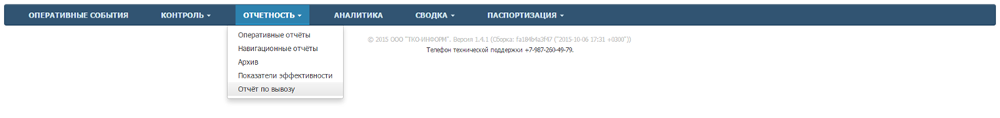 ОПЕРАТИВНЫЕ СОБЫТИЯ КОНТРОЛЬ ОТЧЕТНОСТЬ АНАЛИТИКА СВОДКА ПАСПОРТИЗАЦИЯ
Оперативные отчёты
Навигационные отчёты
Архив
Показатели эффективности
Отчёт по вывозу
© 2015 ООО "ТКО-ИНФОРМ". Версия 1.4.1 (Сборка: fa184b4a3f47 ("2015-10-06 17:31 +0300"))
Телефон технической поддержки +7-987-260-49-79.